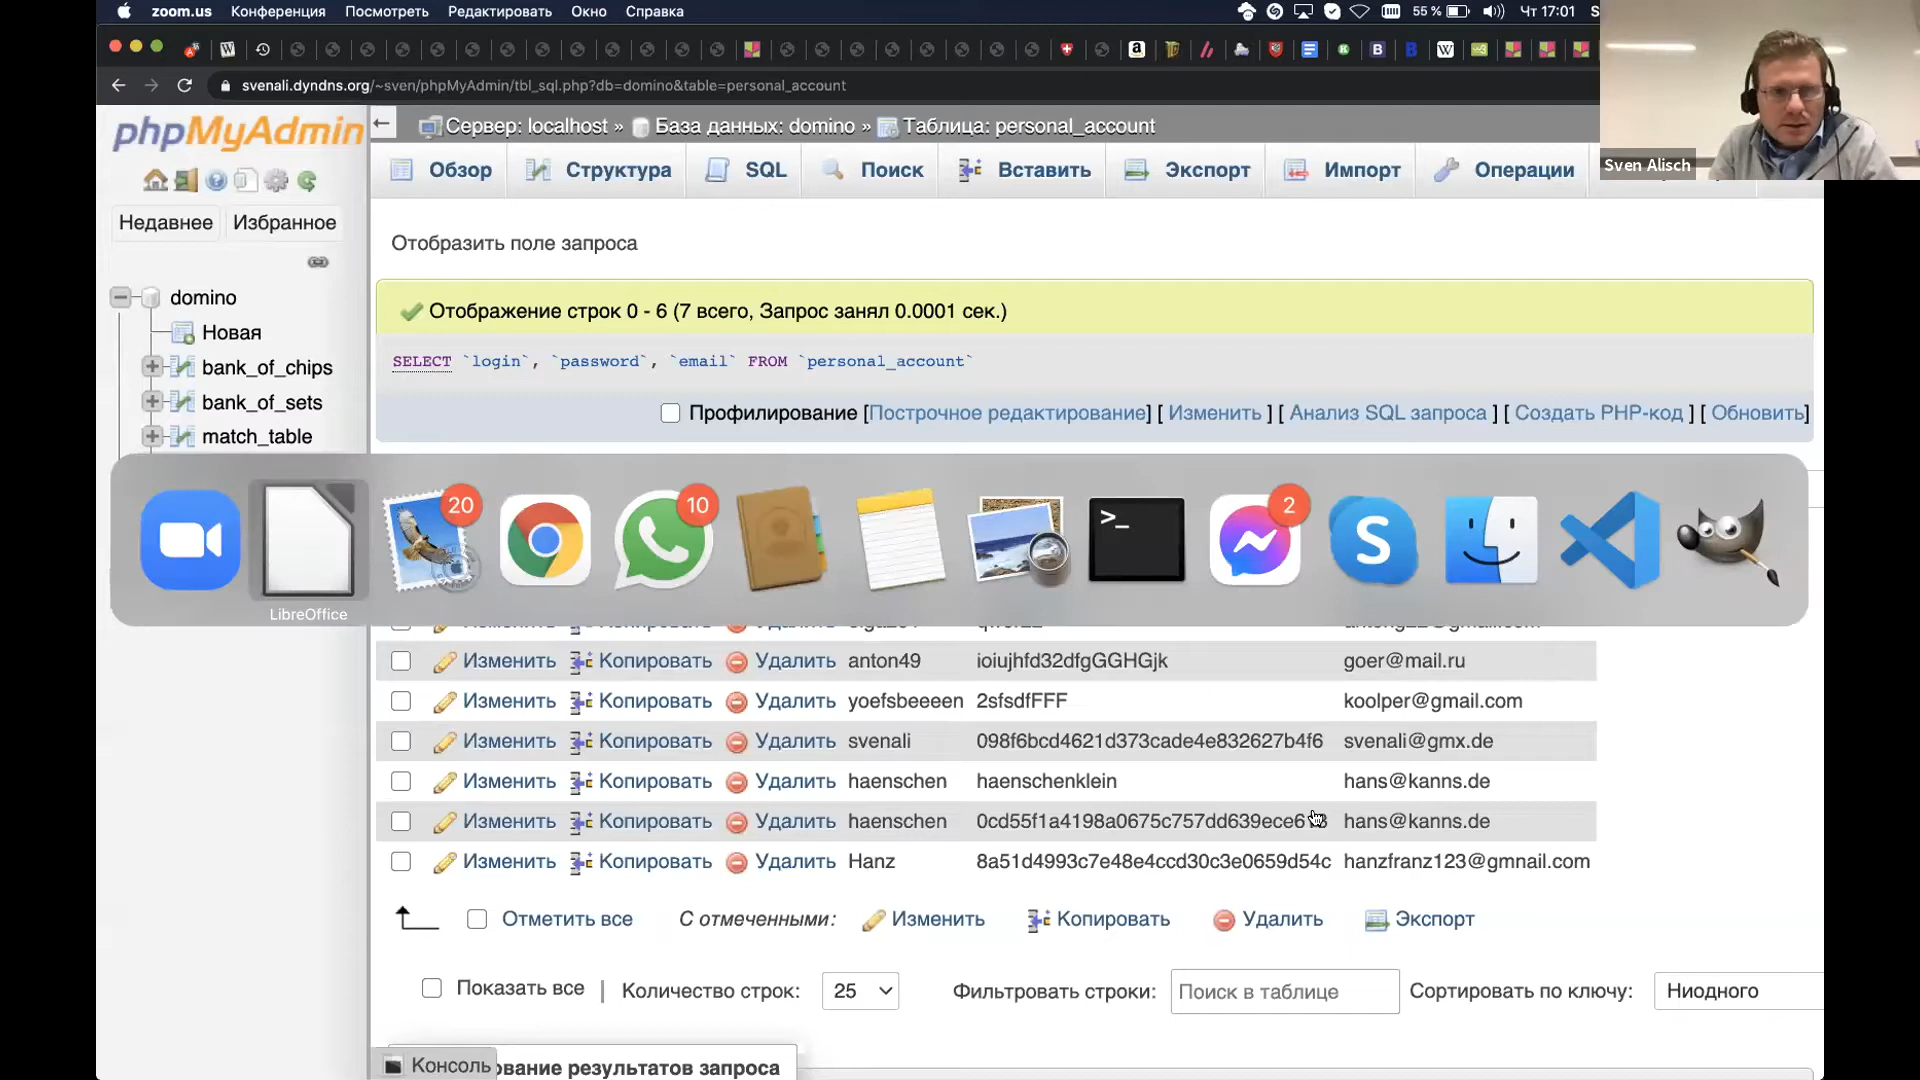 zoom.us Конференция Посмотреть Редактировать Окно Справка 55 % Чт 17:01 S
svenali.dyndns.org/~sven/phpMyAdmin/tbl_sql.php?db=domino&table=personal_account
Sven Alisch
phpMyAdmin
Недавнее Избранное
domino
Новая
bank_of_chips
bank_of_sets
match_table
Сервер: localhost » База данных: domino » Таблица: personal_account
Обзор Структура SQL Поиск Вставить Экспорт Импорт Операции
Отобразить поле запроса
Отображение строк 0 - 6 (7 всего, Запрос занял 0.0001 сек.)
SELECT `login`, `password`, `email` FROM `personal_account`
Профилирование [Построчное редактирование] [ Изменить ] [ Анализ SQL запроса ] [ Создать PHP-код ] [ Обновить]
20 10 2
LibreOffice
Изменить Копировать Удалить anton49 ioiujhfd32dfgGGHGjk goer@mail.ru
Изменить Копировать Удалить yoefsbeeeen 2sfsdfFFF koolper@gmail.com
Изменить Копировать Удалить svenali 098f6bcd4621d373cade4e832627b4f6 svenali@gmx.de
Изменить Копировать Удалить haenschen haenschenklein hans@kanns.de
Изменить Копировать Удалить haenschen hans@kanns.de
Изменить Копировать Удалить Hanz 8a51d4993c7e48e4ccd30c3e0659d54c hanzfranz123@gmnail.com
Отметить все С отмеченными: Изменить Копировать Удалить Экспорт
Показать все | Количество строк: 25 Фильтровать строки: Поиск в таблице Сортировать по ключу: Ниодного
Консоль
результатов запроса